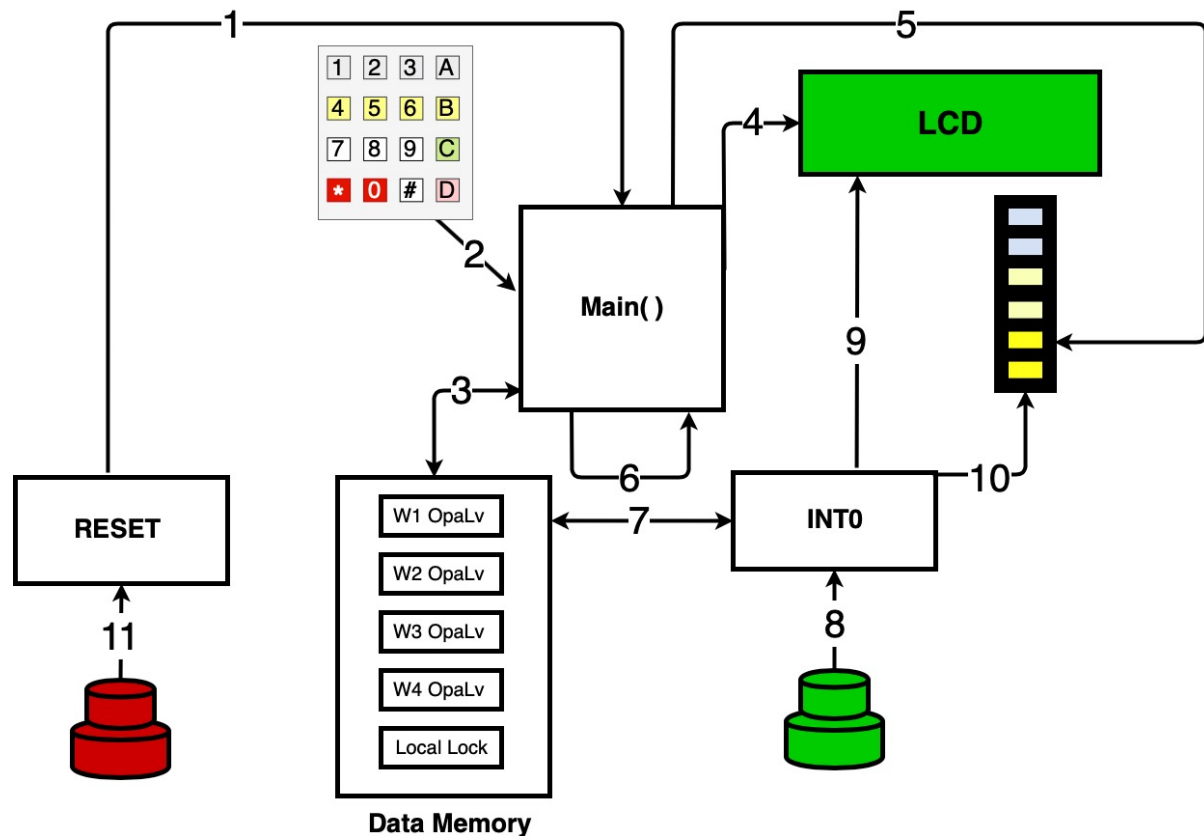 1
5
1 2 3 A
4 5 6 B
7 8 9 C
* 0 # D
4
LCD
2
Main( )
9
3
6
10
RESET
7
INT0
W1 OpaLv
W2 OpaLv
W3 OpaLv
W4 OpaLv
Local Lock
11
8
Data Memory